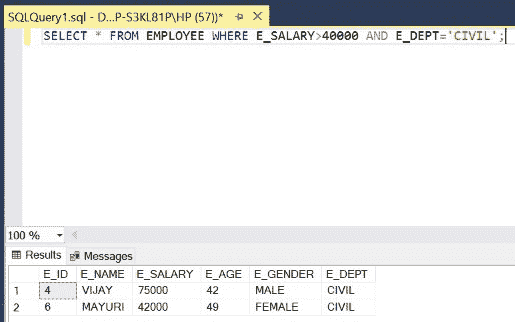 SQLQuery1.sql - D...P-S3KL81P\HP (57))*
SELECT * FROM EMPLOYEE WHERE E_SALARY>40000 AND E_DEPT='CIVIL';
100 %
Results Messages
E_ID E_NAME E_SALARY E_AGE E_GENDER E_DEPT
1 4 VIJAY 75000 42 MALE CIVIL
2 6 MAYURI 42000 49 FEMALE CIVIL